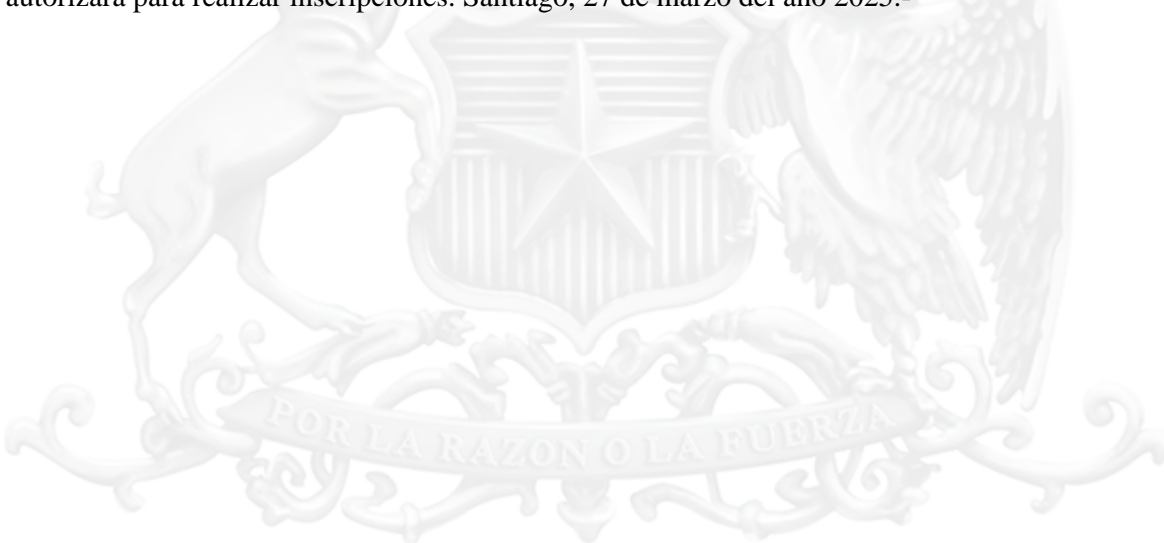 autorizará para realizar inscripciones. Santiago, 27 de marzo del año 2025.-
POR LA RAZON O LA FUERZA